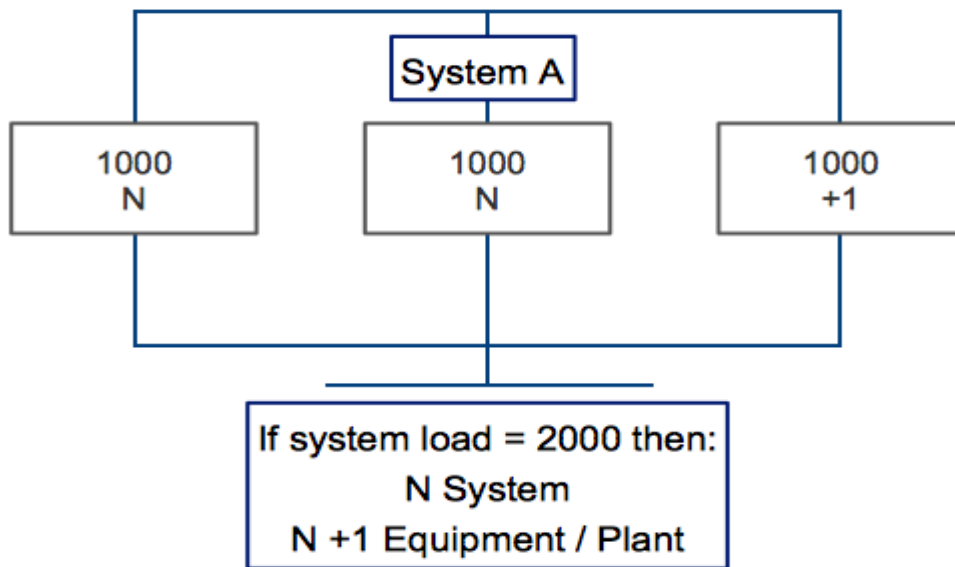 System A
1000
N
1000
N
1000
+1
If system load = 2000 then:
N System
N +1 Equipment / Plant